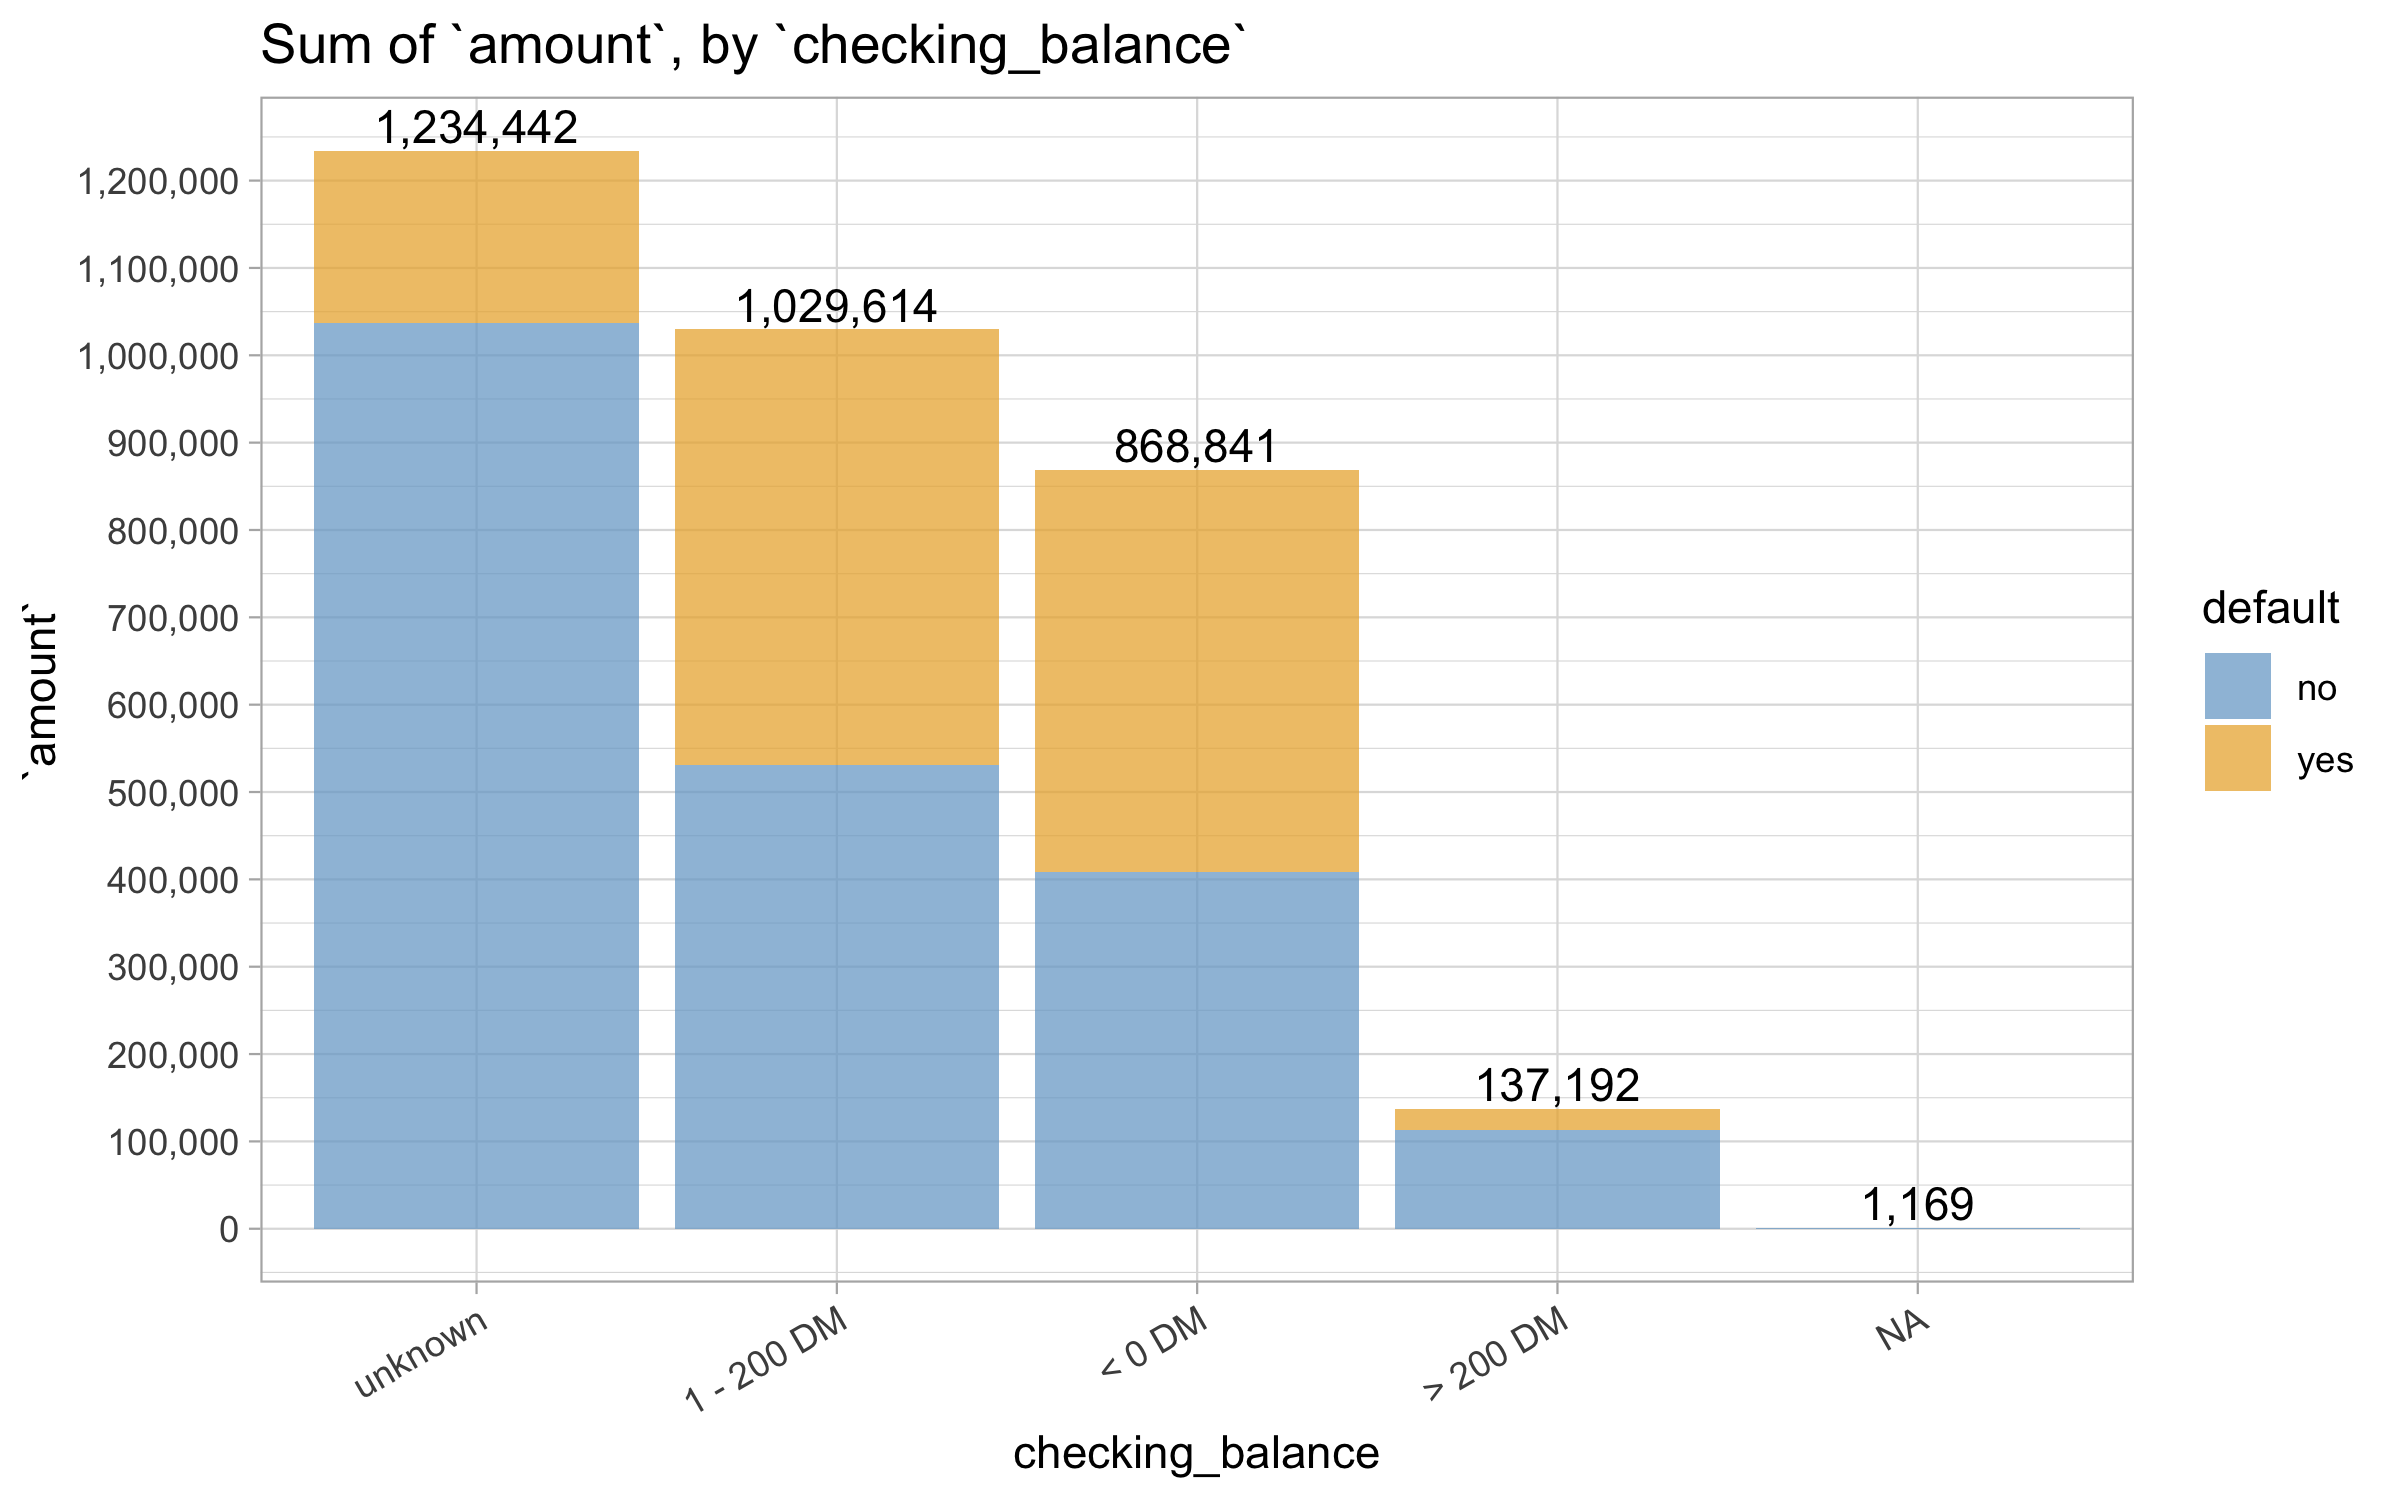 Sum of `amount`, by `checking_balance`
1,234,442
1,029,614
868,841
137,192
1,169
1,200,000
1,100,000
1,000,000
900,000
800,000
700,000
600,000
500,000
400,000
300,000
200,000
100,000
0
`amount`
unknown
1 - 200 DM
< 0 DM
> 200 DM
NA
checking_balance
default
no
yes